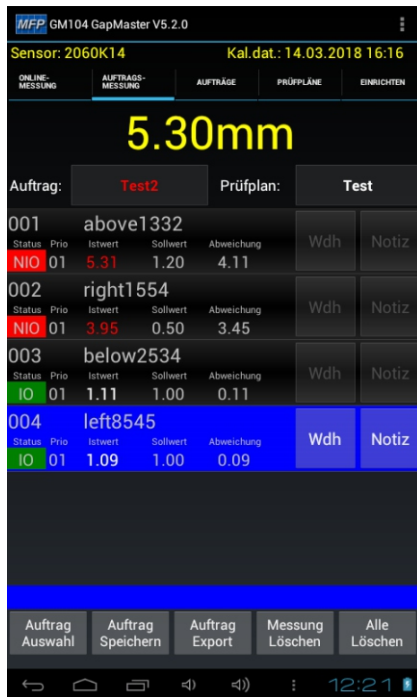 MFP GM104 GapMaster V5.2.0
Sensor: 2060K14 Kal.dat.: 14.03.2018 16:16
ONLINE-MESSUNG AUFTRAGS-MESSUNG AUFTRÄGE PRÜFPLÄNE EINRICHTEN
5.30mm
Auftrag: Test2 Prüfplan: Test
001 above1332
Status Prio Istwert Sollwert Abweichung Wdh Notiz
NIO 01 5.31 1.20 4.11
002 right1554
Status Prio Istwert Sollwert Abweichung Wdh Notiz
NIO 01 3.95 0.50 3.45
003 below2534
Status Prio Istwert Sollwert Abweichung Wdh Notiz
IO 01 1.11 1.00 0.11
004 left8545
Status Prio Istwert Sollwert Abweichung Wdh Notiz
IO 01 1.09 1.00 0.09
Auftrag Auftrag Auftrag Messung Alle
Auswahl Speichern Export Löschen Löschen
12:21